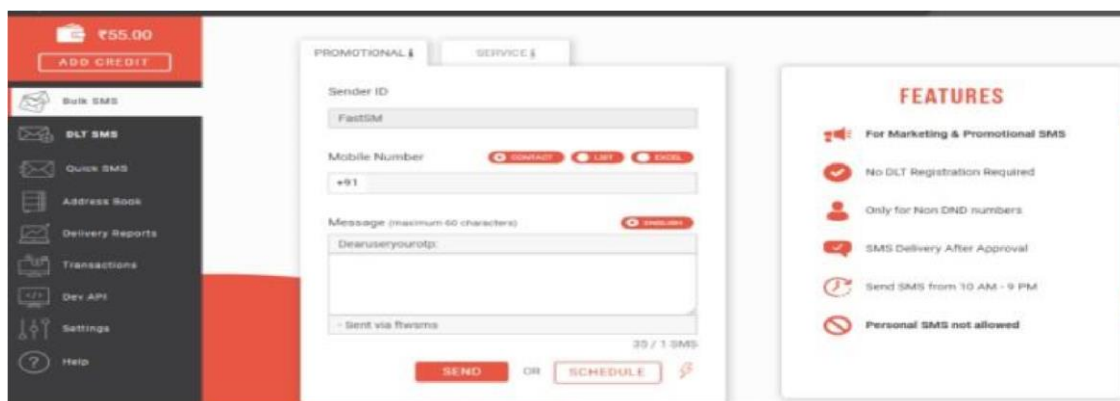 ₹55.00
ADD CREDIT
Bulk SMS
DLT SMS
Quick SMS
Address Book
Delivery Reports
Transactions
Dev API
Settings
Help
PROMOTIONAL
SERVICE
Sender ID
FastSM
Mobile Number
CONTACT
LIST
EXCEL
+91
Message (maximum 60 characters)
ENGLISH
Dearuseryourotp:
- Sent via ftwsms
35 / 1 SMS
SEND
OR
SCHEDULE
FEATURES
For Marketing & Promotional SMS
No DLT Registration Required
Only for Non DND numbers
SMS Delivery After Approval
Send SMS from 10 AM - 9 PM
Personal SMS not allowed